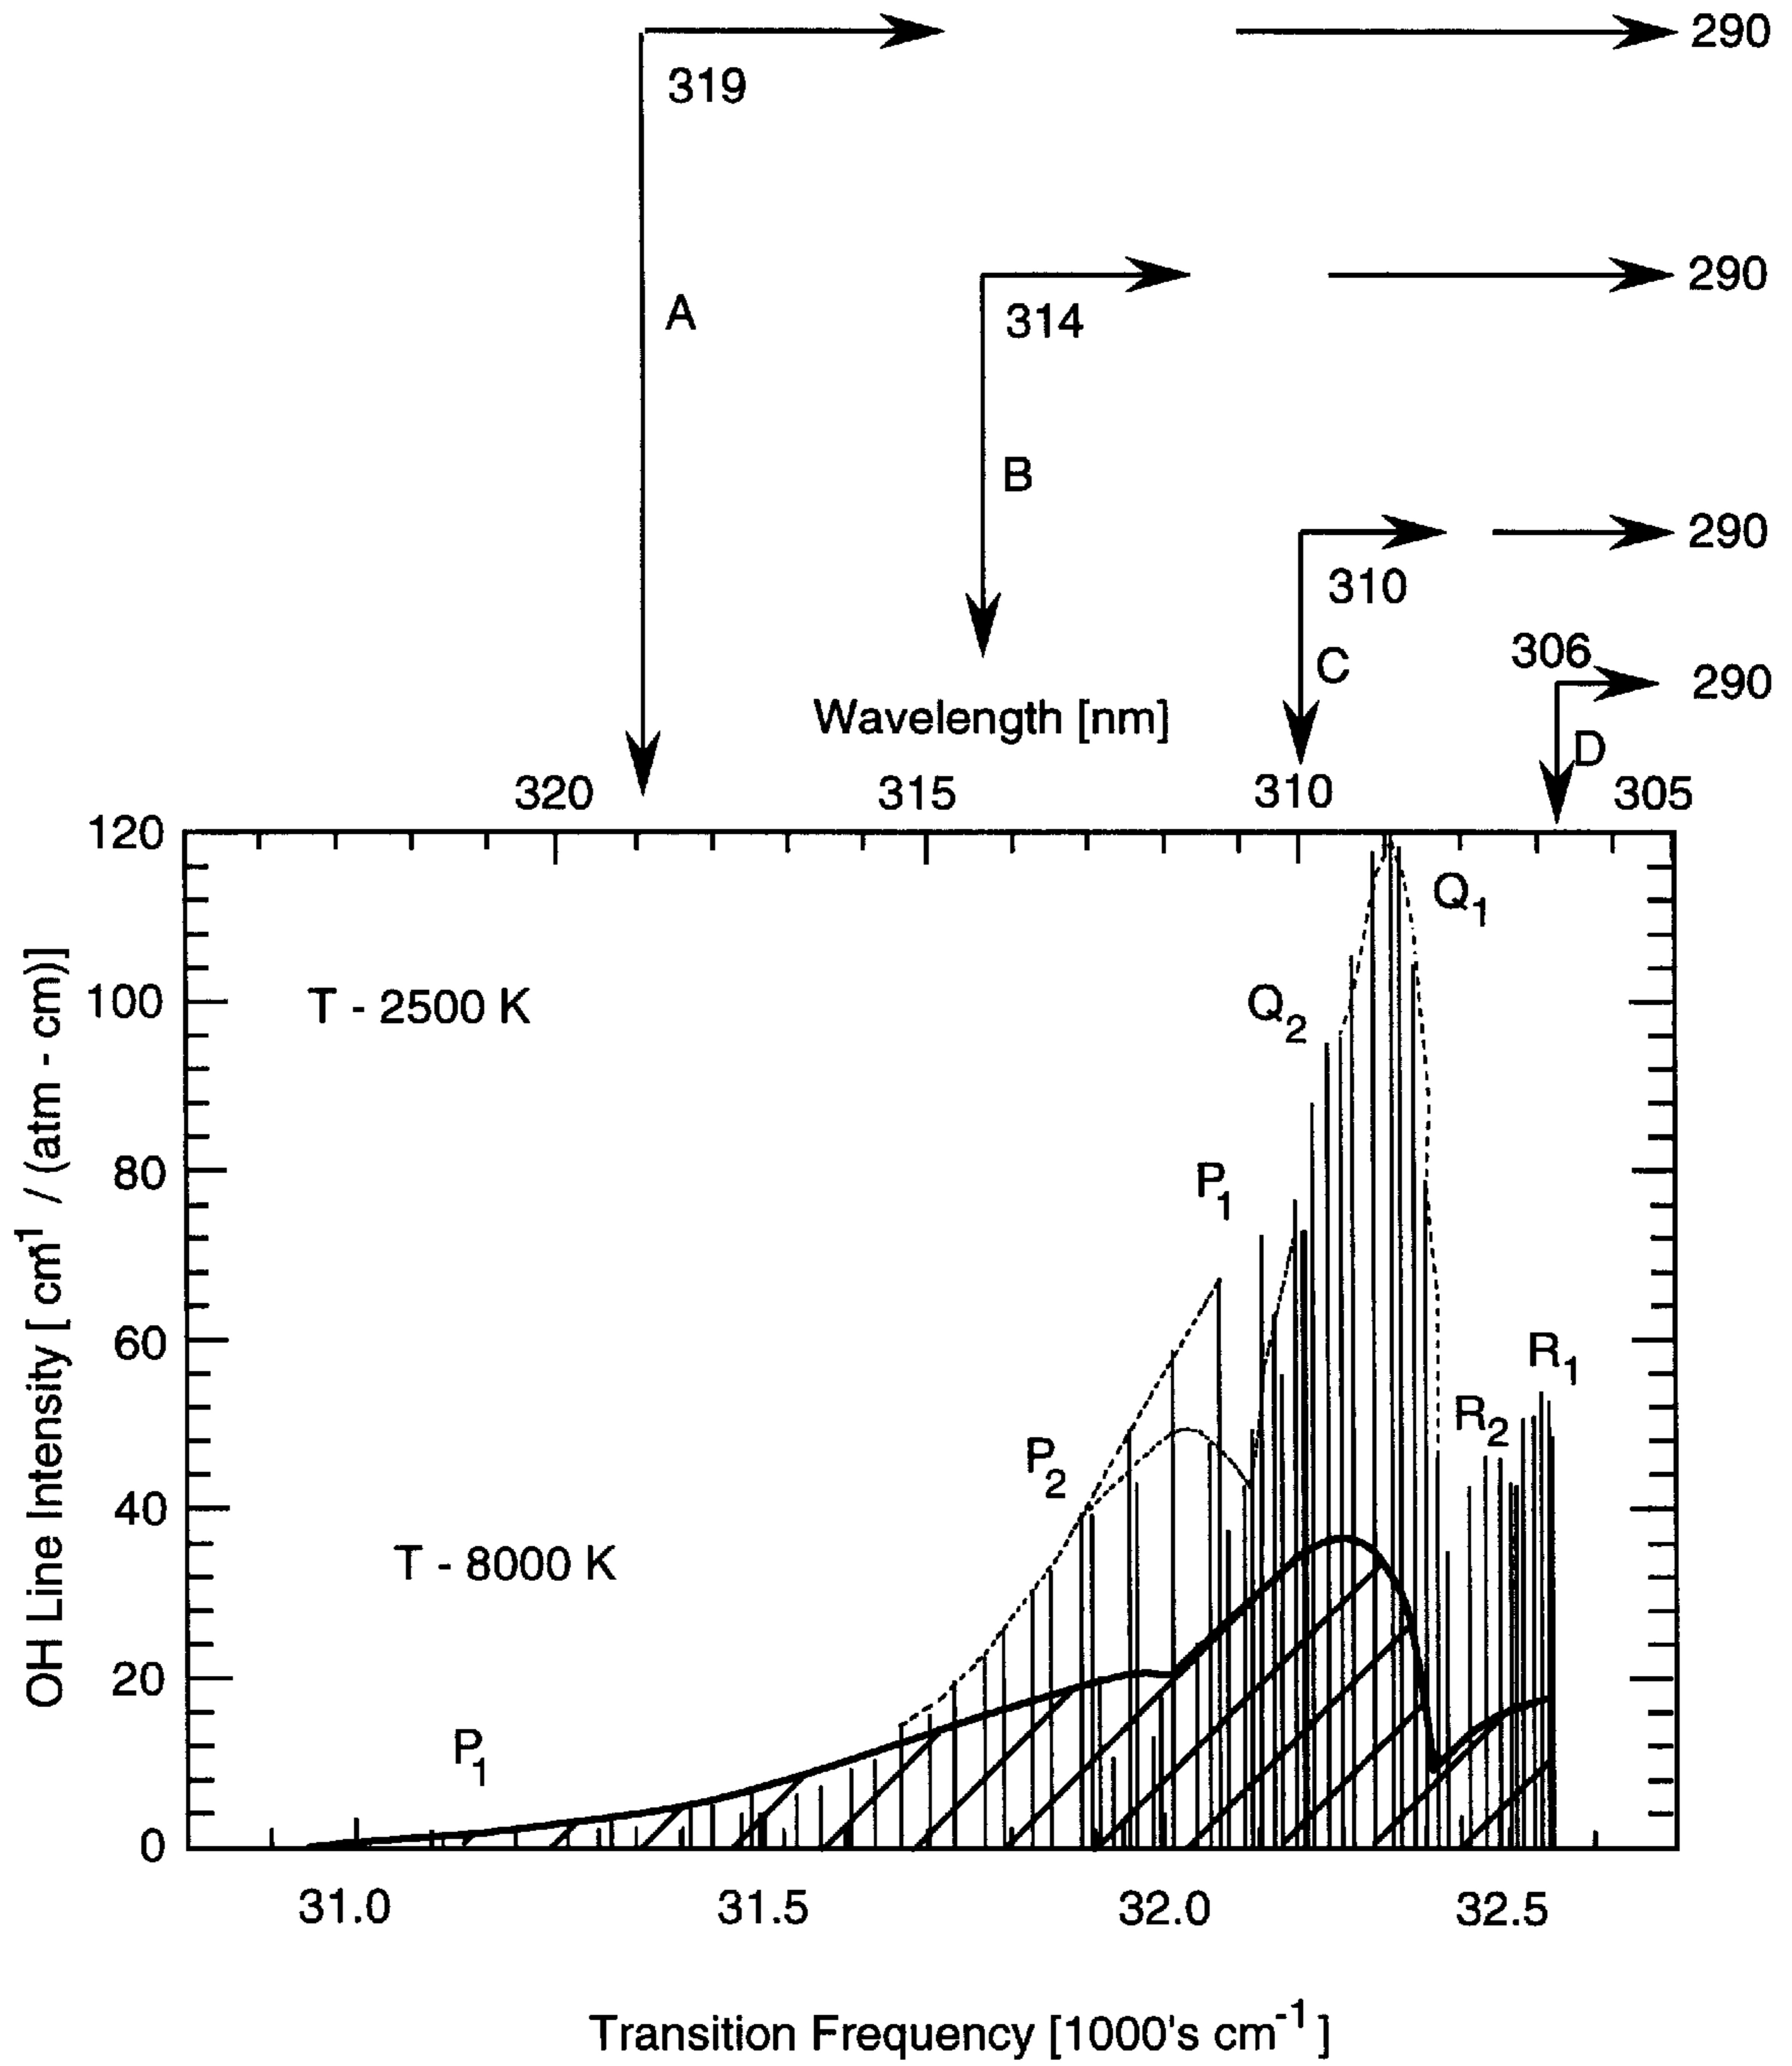 290
319
A
290
314
B
290
310
C
306
290
D
Wavelength [nm]
320 315 310 305
120
100
80
60
40
20
0
OH Line Intensity [ cm¹ / (atm - cm)]
T - 2500 K
T - 8000 K
Q₁
Q₂
P₁
R₁
R₂
P₂
P₁
31.0 31.5 32.0 32.5
Transition Frequency [1000's cm⁻¹ ]